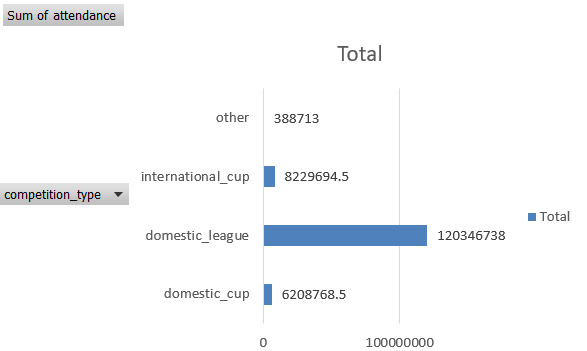 Sum of attendance
Total
other 388713
international_cup 8229694.5
competition_type
domestic_league 120346738
Total
domestic_cup 6208768.5
0 100000000